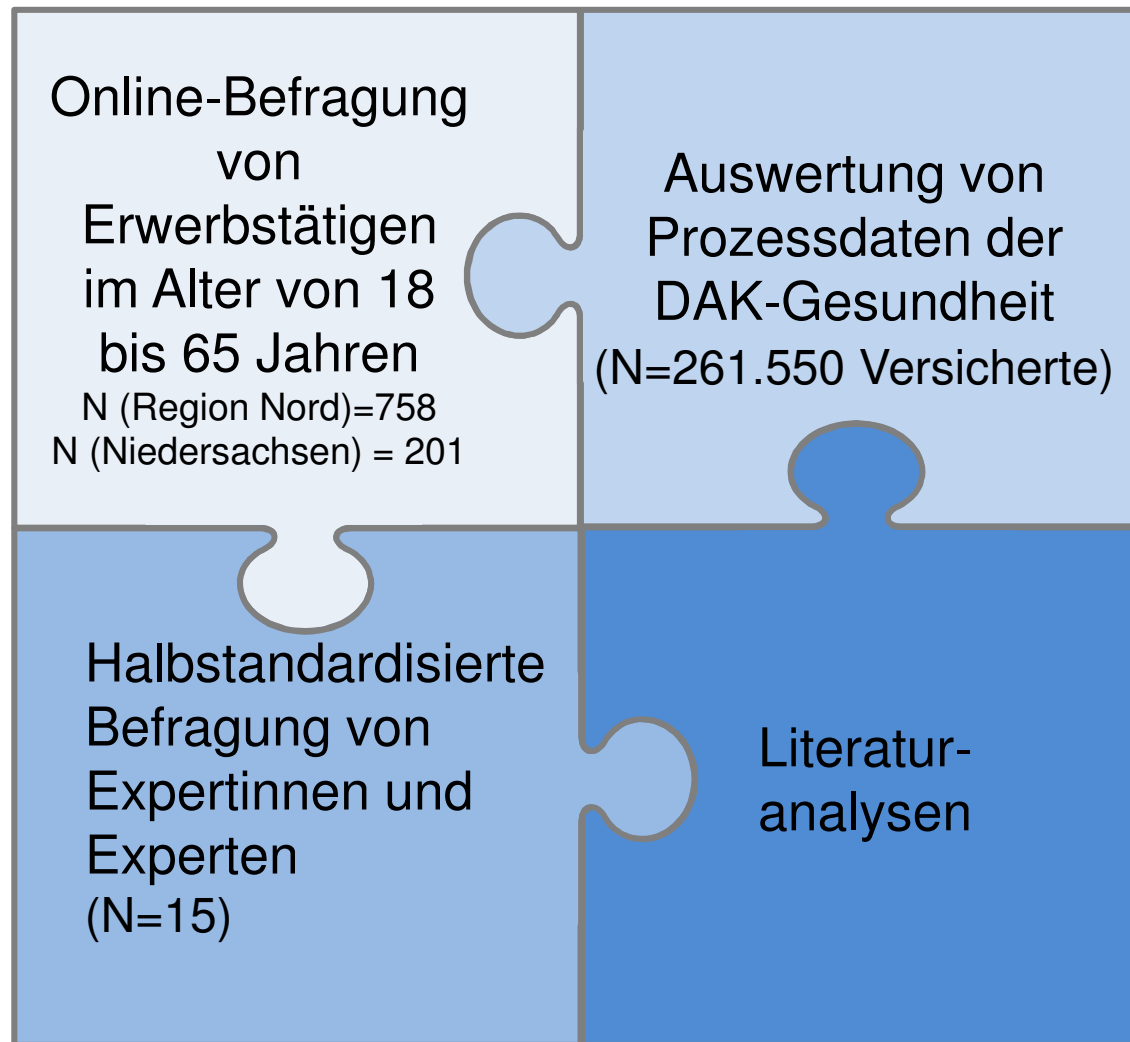 Online-Befragung
von
Erwerbstätigen
im Alter von 18
bis 65 Jahren
N (Region Nord)=758
N (Niedersachsen) = 201
Auswertung von
Prozessdaten der
DAK-Gesundheit
(N=261.550 Versicherte)
Halbstandardisierte
Befragung von
Expertinnen und
Experten
(N=15)
Literatur-
analysen